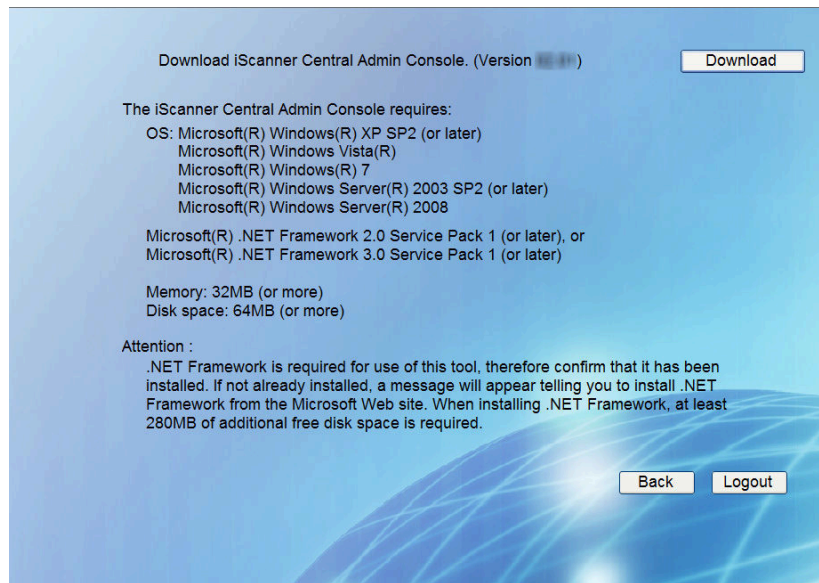 Download iScanner Central Admin Console. (Version )
Download
The iScanner Central Admin Console requires:
OS: Microsoft(R) Windows(R) XP SP2 (or later)
Microsoft(R) Windows Vista(R)
Microsoft(R) Windows(R) 7
Microsoft(R) Windows Server(R) 2003 SP2 (or later)
Microsoft(R) Windows Server(R) 2008
Microsoft(R) .NET Framework 2.0 Service Pack 1 (or later), or
Microsoft(R) .NET Framework 3.0 Service Pack 1 (or later)
Memory: 32MB (or more)
Disk space: 64MB (or more)
Attention :
.NET Framework is required for use of this tool, therefore confirm that it has been
installed. If not already installed, a message will appear telling you to install .NET
Framework from the Microsoft Web site. When installing .NET Framework, at least
280MB of additional free disk space is required.
Back
Logout